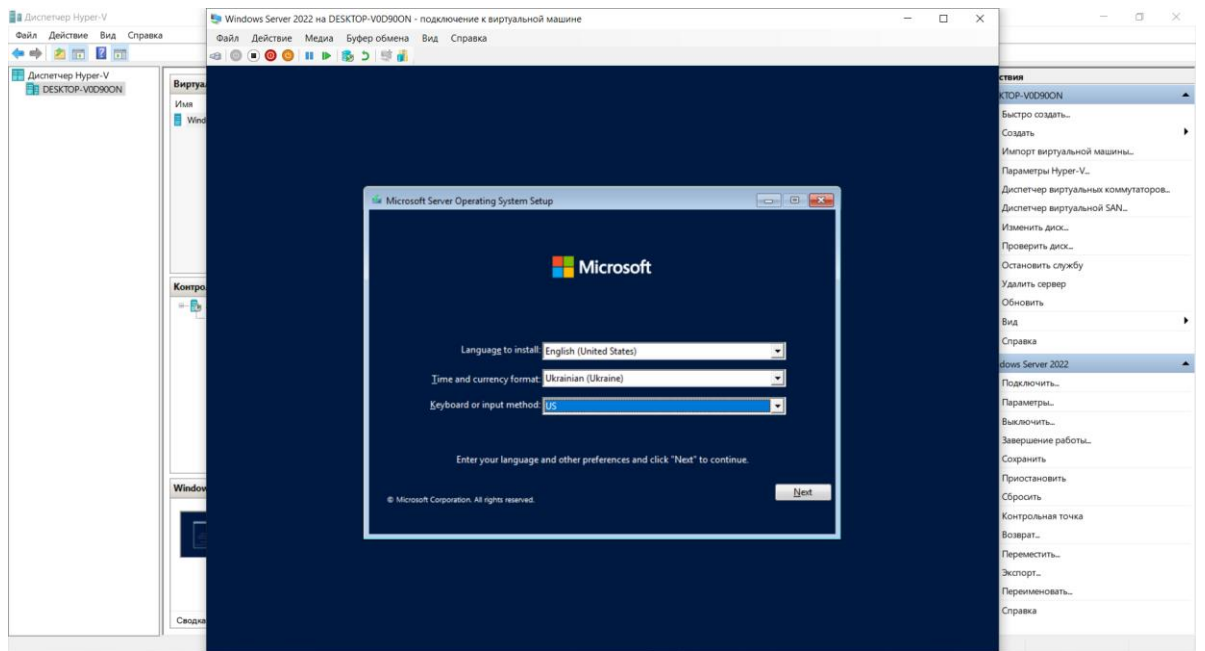 Диспетчер Hyper-V
Файл Действие Вид Справка
Диспетчер Hyper-V
DESKTOP-V0D90ON
Имя
Wind
Сводка
Windows Server 2022 на DESKTOP-V0D90ON - подключение к виртуальной машине
Файл Действие Медиа Буфер обмена Вид Справка
Microsoft Server Operating System Setup
Microsoft
Language to install: English (United States)
Time and currency format: Ukrainian (Ukraine)
Keyboard or input method: US
Enter your language and other preferences and click "Next" to continue.
© Microsoft Corporation. All rights reserved.
Next
ствия
KTOP-V0D90ON
Быстро создать...
Создать
Импорт виртуальной машины...
Параметры Hyper-V...
Диспетчер виртуальных коммутаторов...
Диспетчер виртуальной SAN...
Изменить диск...
Проверить диск...
Остановить службу
Удалить сервер
Обновить
Вид
Справка
dows Server 2022
Подключить...
Параметры...
Выключить...
Завершение работы...
Сохранить
Приостановить
Сбросить
Контрольная точка
Возврат...
Переместить...
Экспорт...
Переименовать...
Справка